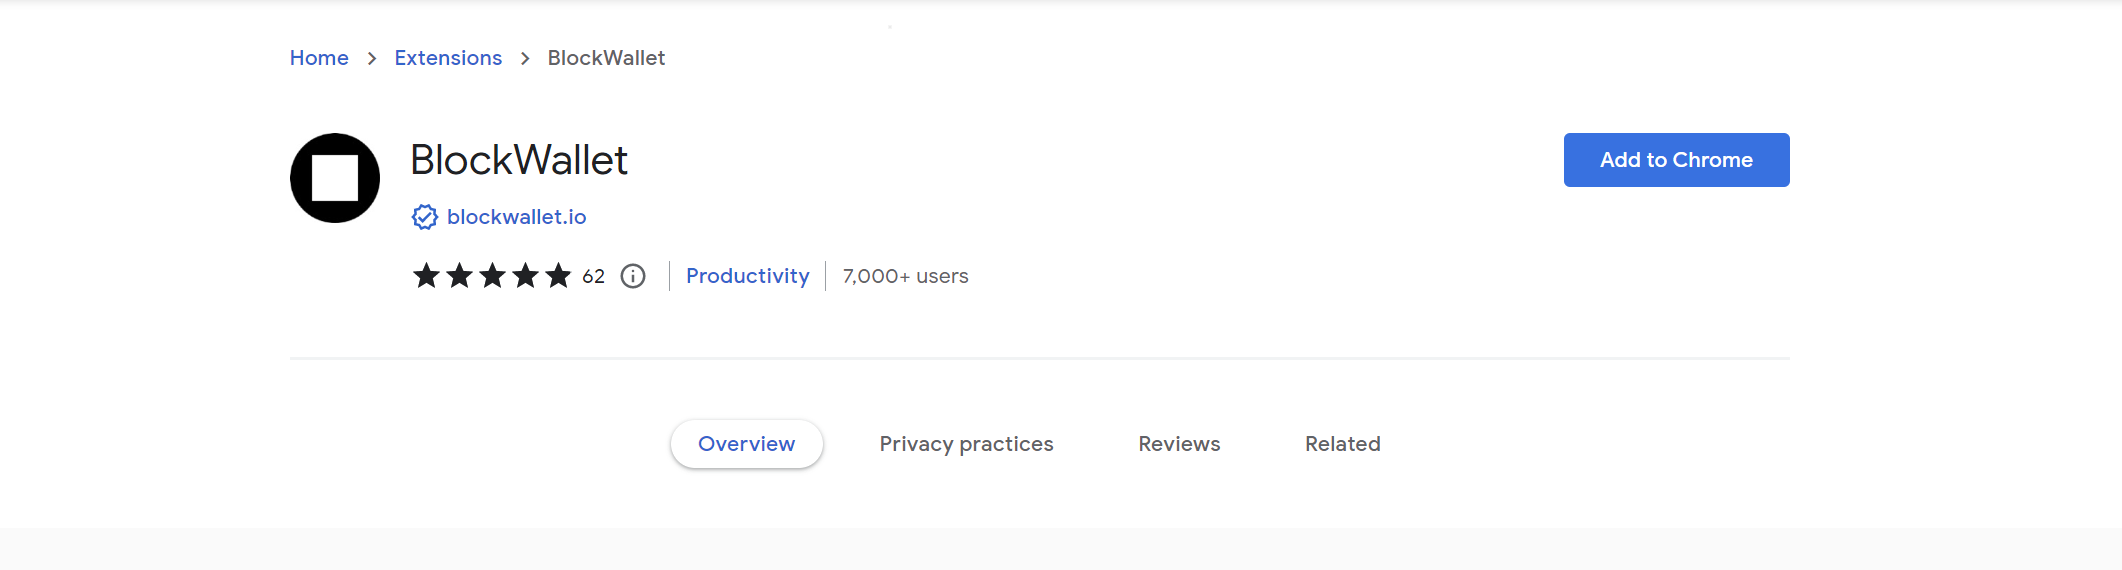 Home > Extensions > BlockWallet
BlockWallet
Add to Chrome
blockwallet.io
62 Productivity 7,000+ users
Overview Privacy practices Reviews Related